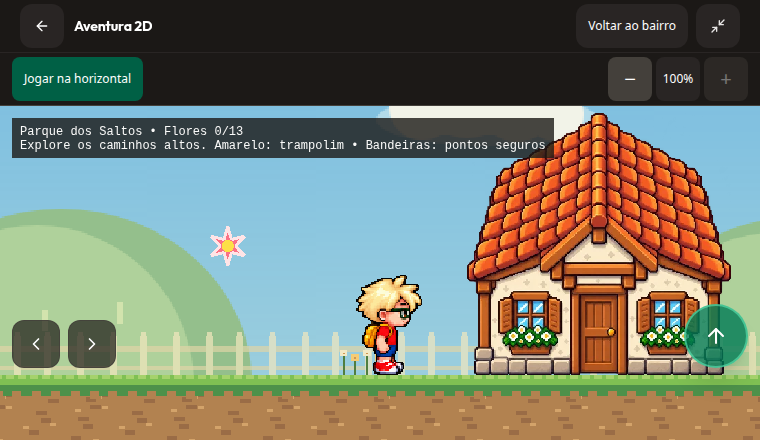 Aventura 2D
Voltar ao bairro
Jogar na horizontal
100%
Parque dos Saltos • Flores 0/13
Explore os caminhos altos. Amarelo: trampolim • Bandeiras: pontos seguros